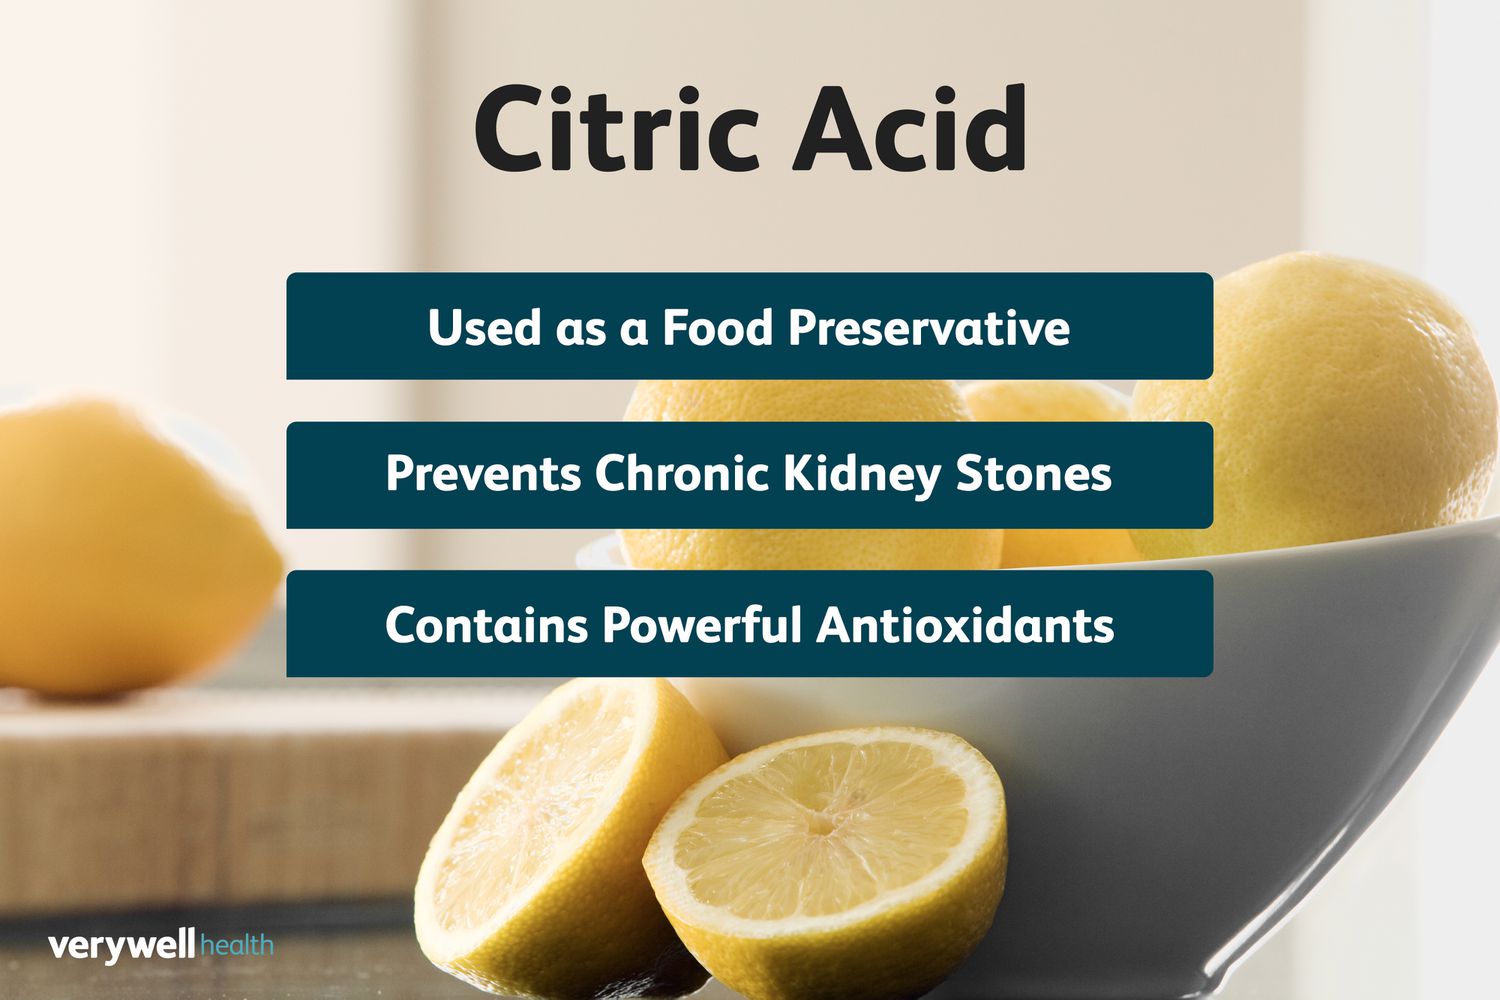 Citric Acid
Used as a Food Preservative
Prevents Chronic Kidney Stones
Contains Powerful Antioxidants
verywell health